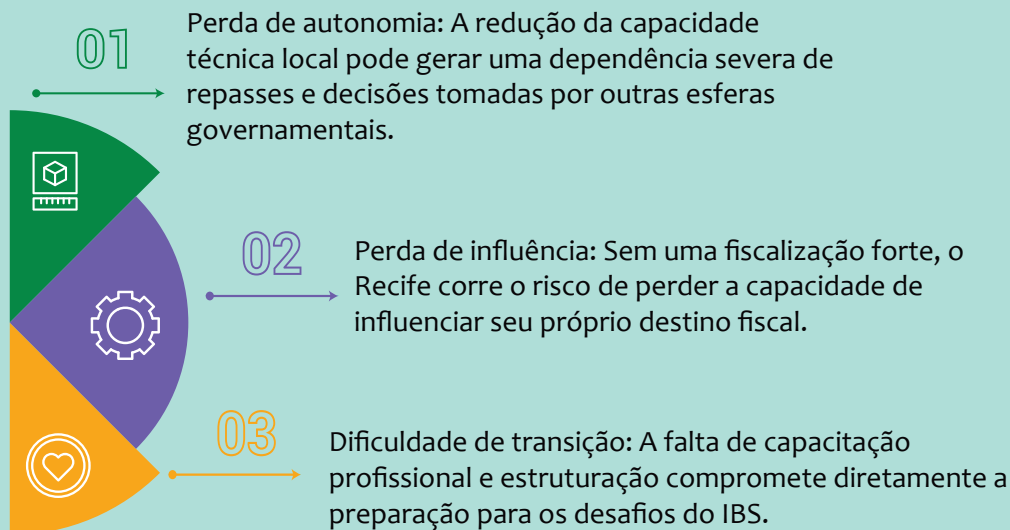 01
Perda de autonomia: A redução da capacidade
técnica local pode gerar uma dependência severa de
repasses e decisões tomadas por outras esferas
governamentais.
02
Perda de influência: Sem uma fiscalização forte, o
Recife corre o risco de perder a capacidade de
influenciar seu próprio destino fiscal.
03
Dificuldade de transição: A falta de capacitação
profissional e estruturação compromete diretamente a
preparação para os desafios do IBS.